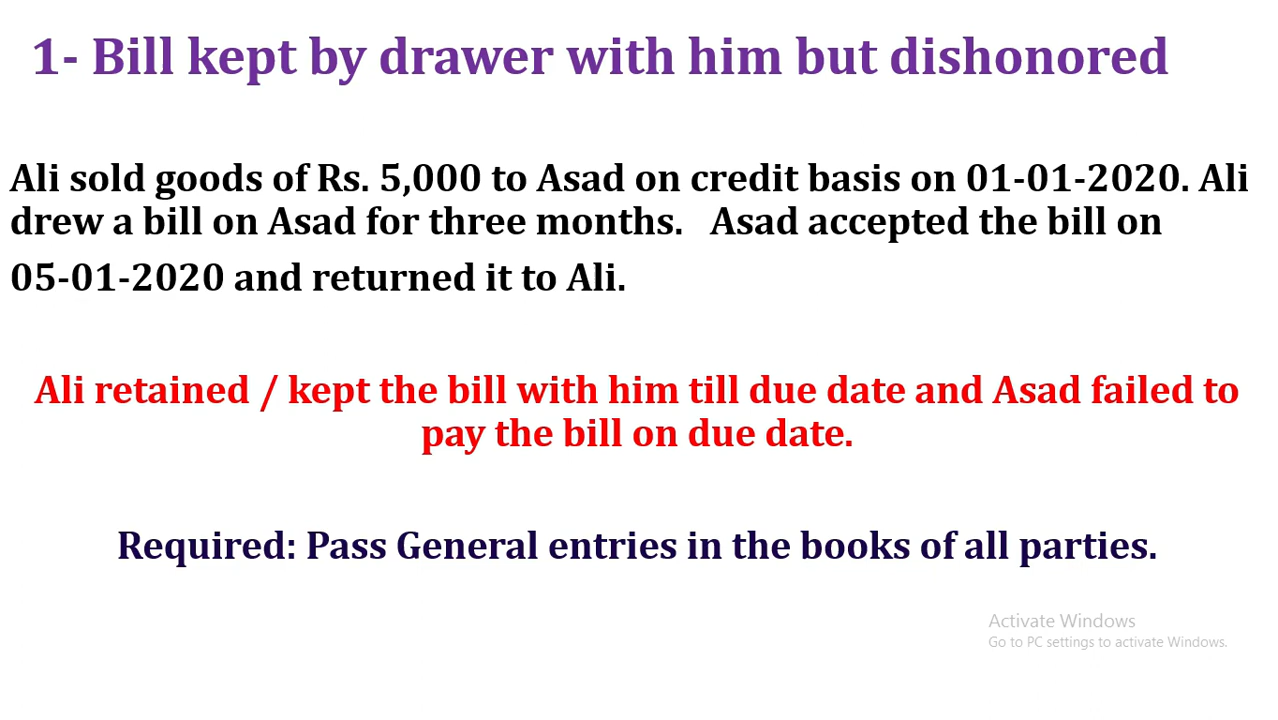 1- Bill kept by drawer with him but dishonored
Ali sold goods of Rs. 5,000 to Asad on credit basis on 01-01-2020. Ali
drew a bill on Asad for three months. Asad accepted the bill on
05-01-2020 and returned it to Ali.
Ali retained / kept the bill with him till due date and Asad failed to
pay the bill on due date.
Required: Pass General entries in the books of all parties.
Activate Windows
Go to PC settings to activate Windows.